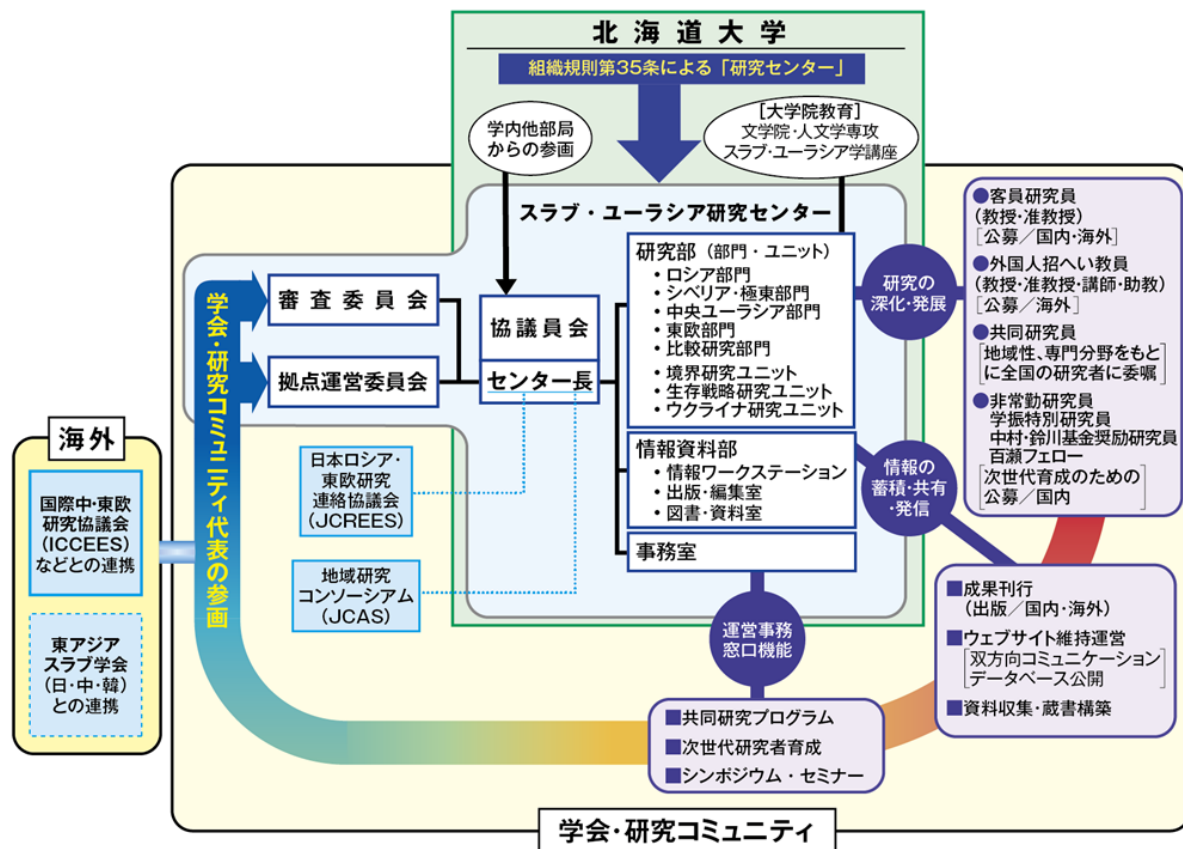 北海道大学
組織規則第35条による「研究センター」
学内他部局
からの参画
［大学院教育］
文学院・人文学専攻
スラブ・ユーラシア学講座
スラブ・ユーラシア研究センター
審査委員会
拠点運営委員会
協議員会
センター長
研究部（部門・ユニット）
・ロシア部門
・シベリア・極東部門
・中央ユーラシア部門
・東欧部門
・比較研究部門
・境界研究ユニット
・生存戦略研究ユニット
・ウクライナ研究ユニット
情報資料部
・情報ワークステーション
・出版・編集室
・図書・資料室
事務室
日本ロシア・
東欧研究
連絡協議会
（JCREES）
地域研究
コンソーシアム
（JCAS）
学会・研究コミュニティ代表の参画
海外
国際中・東欧
研究協議会
（ICCEES）
などとの連携
東アジア
スラブ学会
（日・中・韓）
との連携
研究の
深化・発展
●客員研究員
（教授・准教授）
［公募／国内・海外］
●外国人招へい教員
（教授・准教授・講師・助教）
［公募／海外］
●共同研究員
［地域性、専門分野をもと
に全国の研究者に委嘱］
●非常勤研究員
学振特別研究員
中村・鈴川基金奨励研究員
百瀬フェロー
［次世代育成のための
公募／国内］
情報の
蓄積・共有
・発信
■成果刊行
（出版／国内・海外）
■ウェブサイト維持運営
［双方向コミュニケーション
データベース公開］
■資料収集・蔵書構築
運営事務
窓口機能
■共同研究プログラム
■次世代研究者育成
■シンポジウム・セミナー
学会・研究コミュニティ